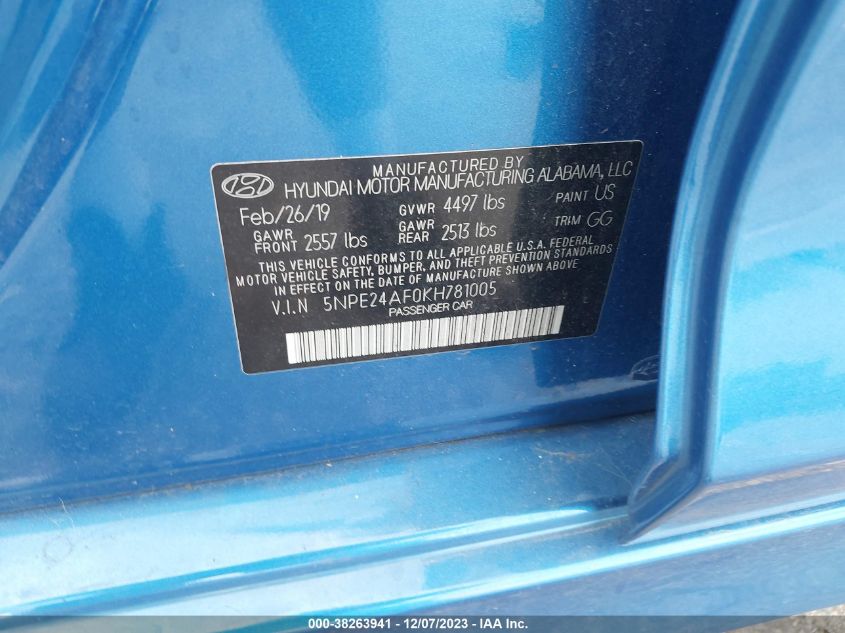 MANUFACTURED BY
HYUNDAI MOTOR MANUFACTURING ALABAMA, LLC
Feb/26/19 GVWR 4497 lbs PAINT US
GAWR FRONT 2557 lbs GAWR REAR 2513 lbs TRIM GG
THIS VEHICLE CONFORMS TO ALL APPLICABLE U.S.A. FEDERAL
MOTOR VEHICLE SAFETY, BUMPER, AND THEFT PREVENTION STANDARDS
IN EFFECT ON THE DATE OF MANUFACTURE SHOWN ABOVE
V.I.N 5NPE24AF0KH781005
PASSENGER CAR
000-38263941 - 12/07/2023 - IAA Inc.